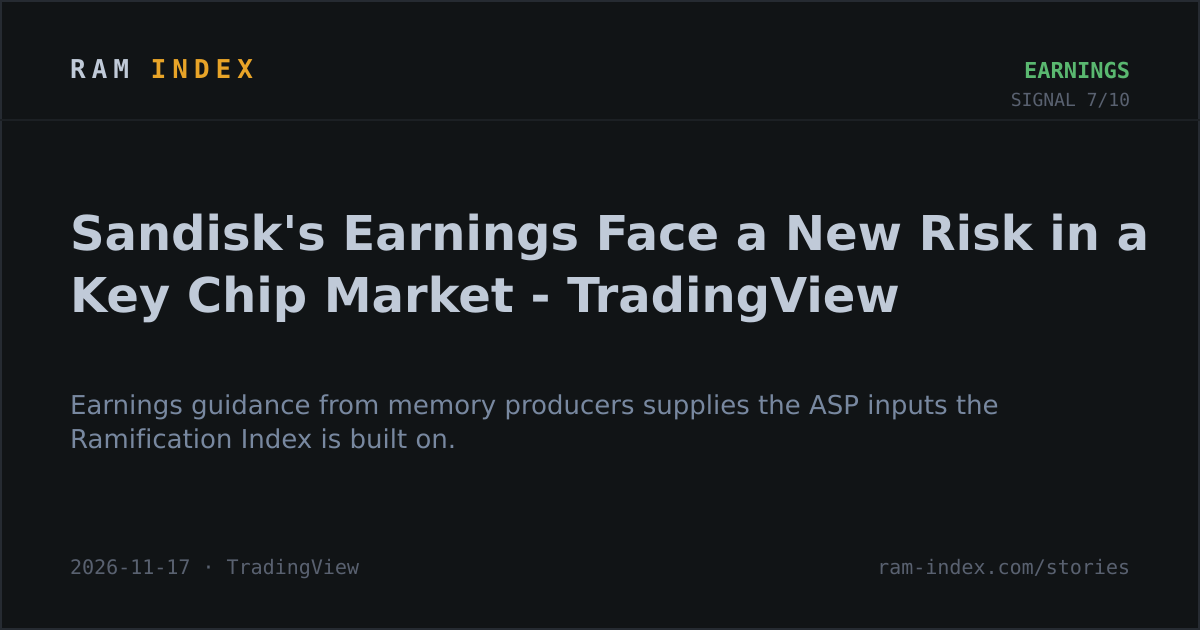 RAM INDEX
EARNINGS
SIGNAL 7/10
Sandisk's Earnings Face a New Risk in a
Key Chip Market - TradingView
Earnings guidance from memory producers supplies the ASP inputs the
Ramification Index is built on.
2026-11-17 · TradingView
ram-index.com/stories